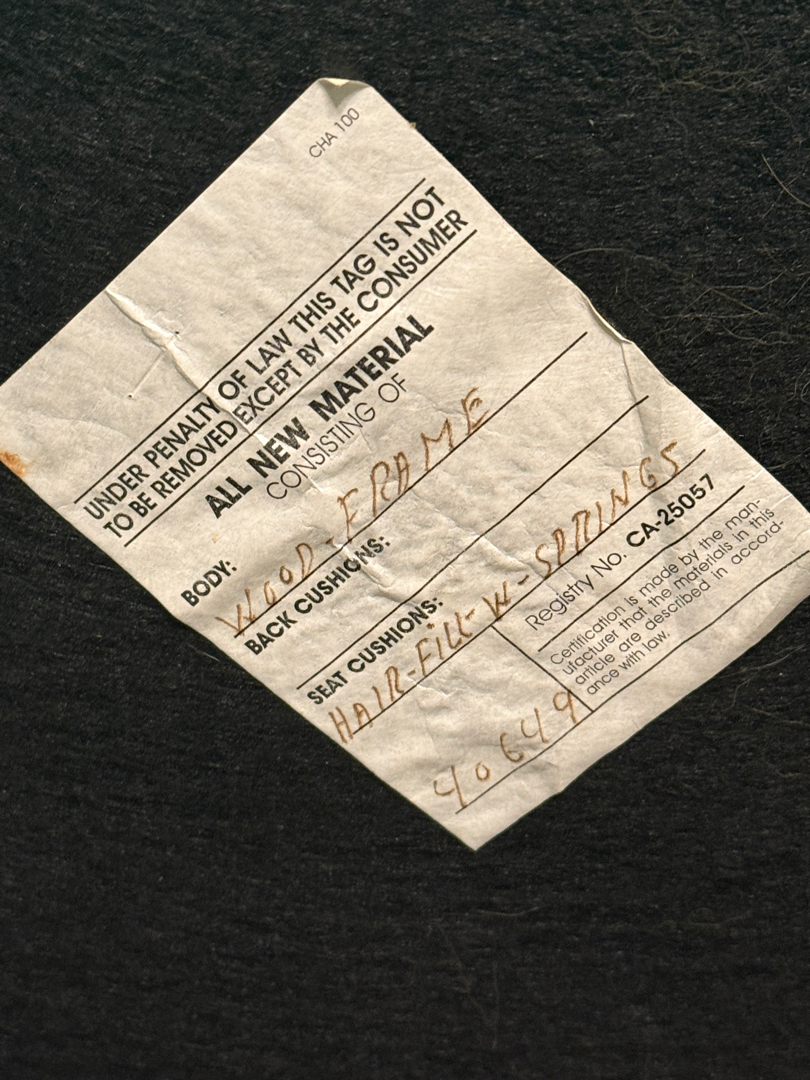 CHA 100
UNDER PENALTY OF LAW THIS TAG IS NOT
TO BE REMOVED EXCEPT BY THE CONSUMER
ALL NEW MATERIAL
CONSISTING OF
BODY:
WOOD-FRAME
BACK CUSHIONS:
SEAT CUSHIONS:
HAIR-FILL-W-SPRINGS
Registry No. CA-25057
Certification is made by the man-
ufacturer that the materials in this
article are described in accord-
ance with law.
40649